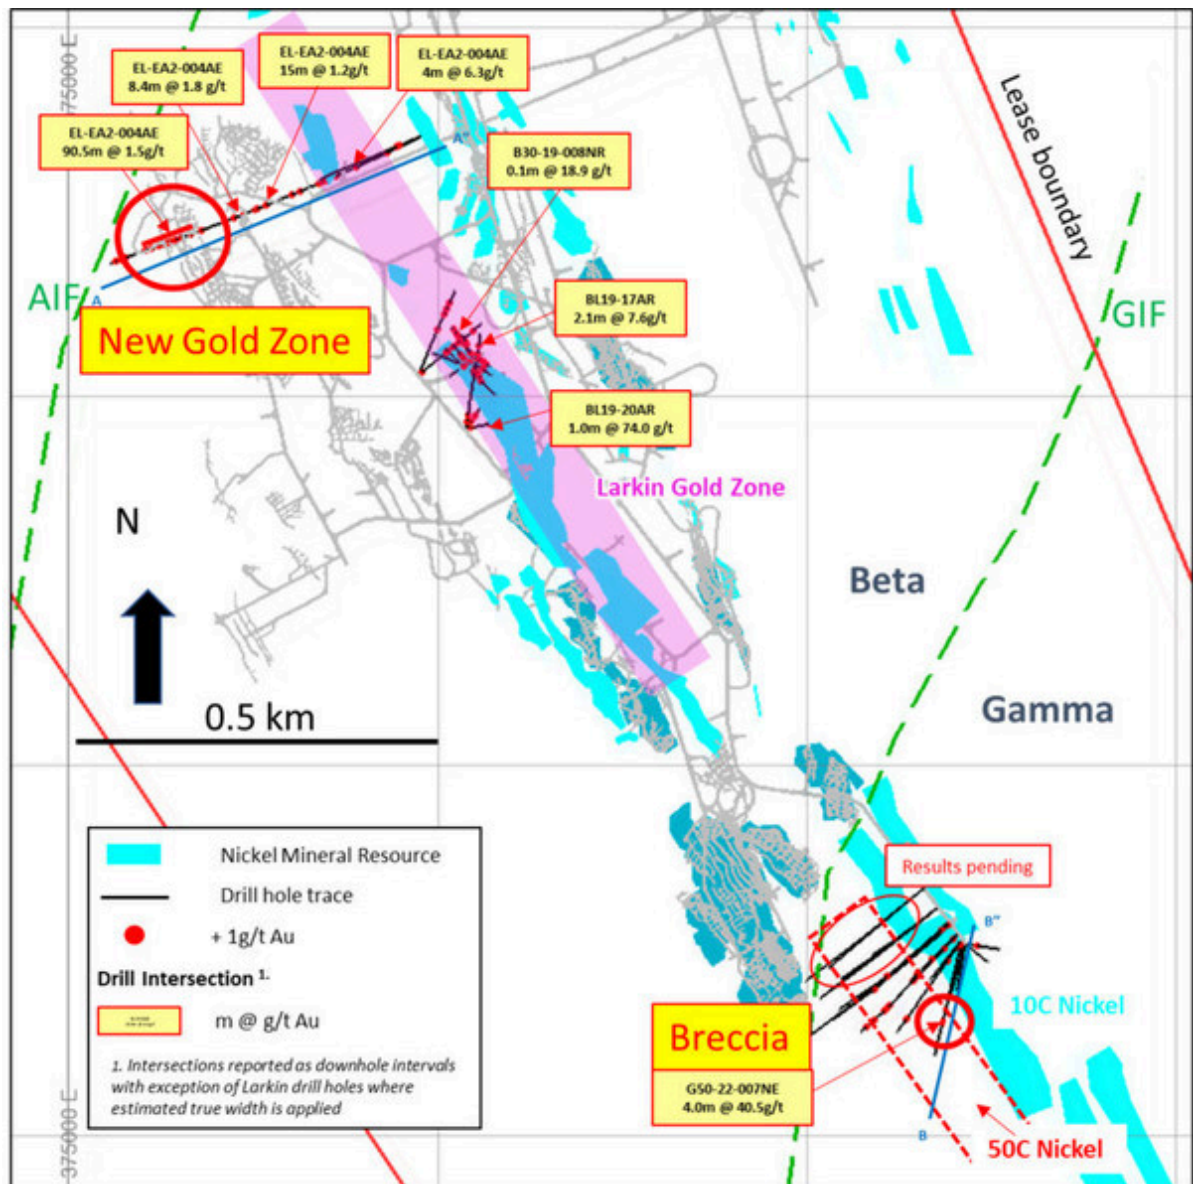 75000 E
EL-EA2-004AE
8.4m @ 1.8 g/t
EL-EA2-004AE
15m @ 1.2g/t
EL-EA2-004AE
4m @ 6.3g/t
EL-EA2-004AE
90.5m @ 1.5g/t
B30-19-008NR
0.1m @ 18.9 g/t
Lease boundary
A"
A
AIF
GIF
New Gold Zone
BL19-17AR
2.1m @ 7.6g/t
BL19-20AR
1.0m @ 74.0 g/t
Larkin Gold Zone
N
Beta
Gamma
0.5 km
Nickel Mineral Resource
Drill hole trace
+ 1g/t Au
Drill Intersection 1.
m @ g/t Au
1. Intersections reported as downhole intervals
with exception of Larkin drill holes where
estimated true width is applied
Results pending
B"
10C Nickel
Breccia
G50-22-007NE
4.0m @ 40.5g/t
B
50C Nickel
375000 E